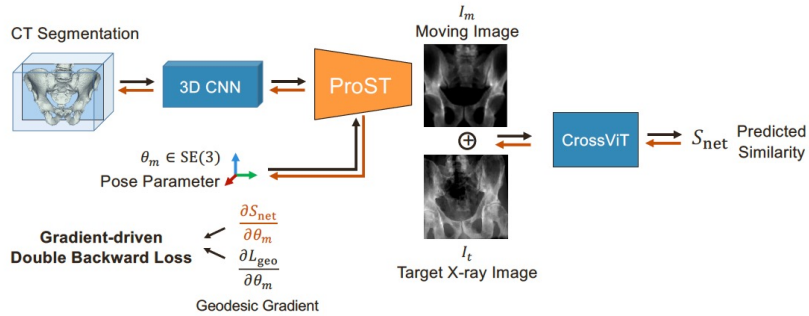 CT Segmentation
3D CNN
ProST
I_m
Moving Image
⊕
CrossViT
S_net Predicted
Similarity
θ_m ∈ SE(3)
Pose Parameter
Gradient-driven
Double Backward Loss
∂S_net
∂θ_m
∂L_geo
∂θ_m
Geodesic Gradient
I_t
Target X-ray Image